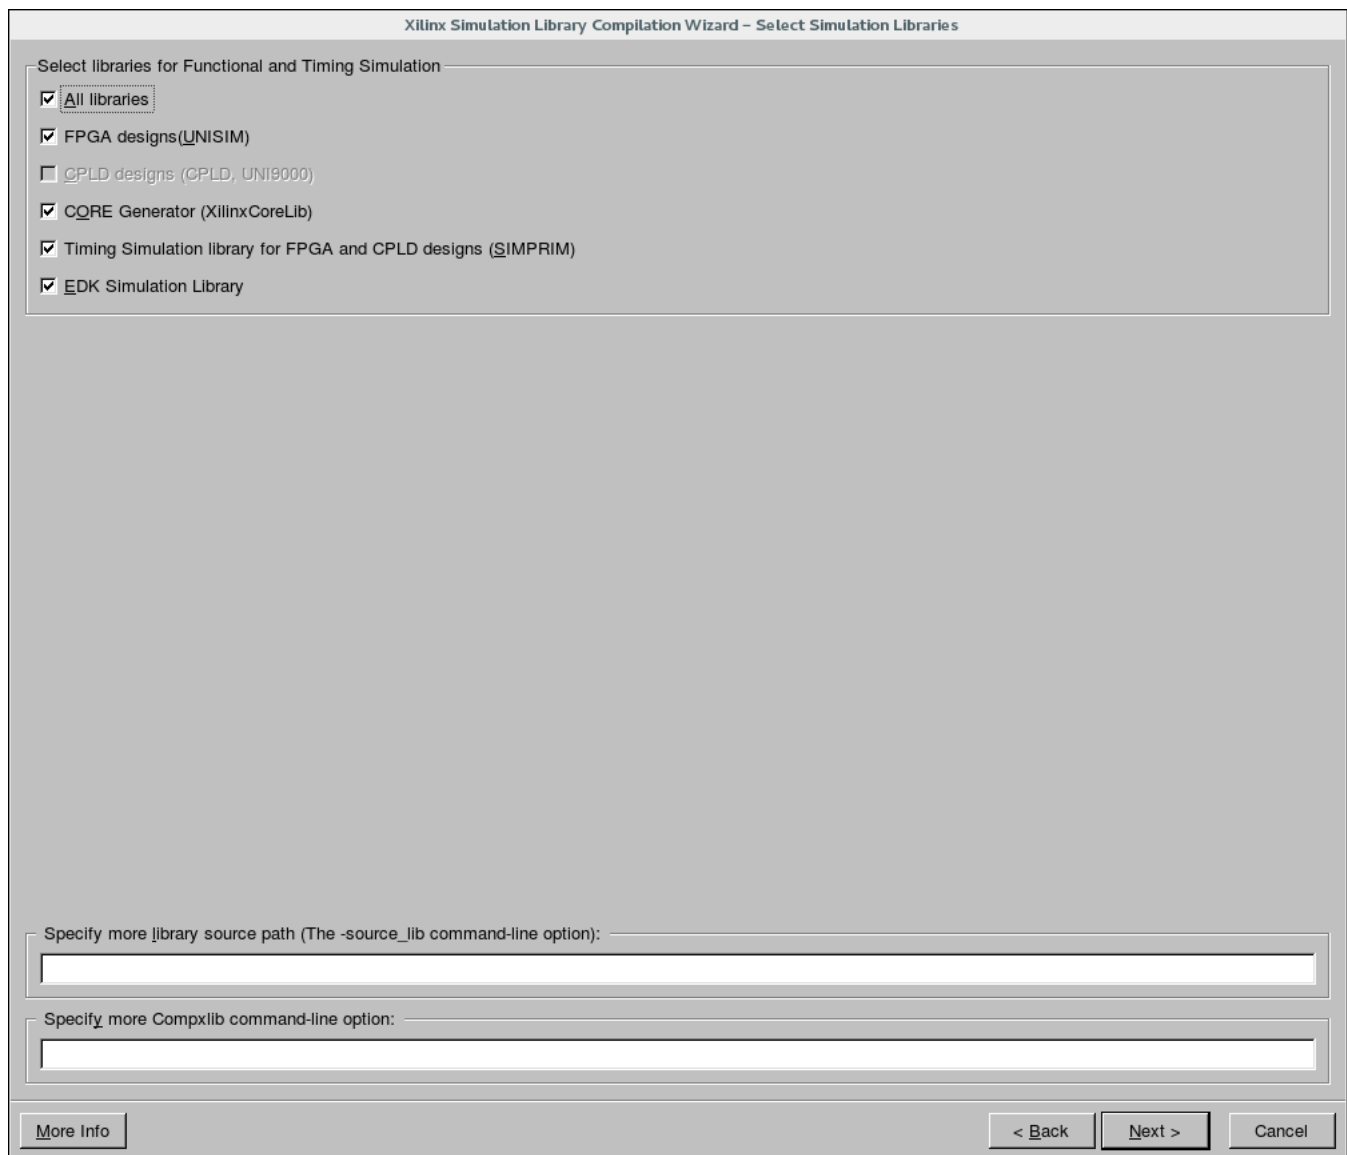 Xilinx Simulation Library Compilation Wizard – Select Simulation Libraries
Select libraries for Functional and Timing Simulation
All libraries
FPGA designs(UNISIM)
CPLD designs (CPLD, UNI9000)
CORE Generator (XilinxCoreLib)
Timing Simulation library for FPGA and CPLD designs (SIMPRIM)
EDK Simulation Library
Specify more library source path (The -source_lib command-line option):
Specify more Compxlib command-line option:
More Info
< Back
Next >
Cancel